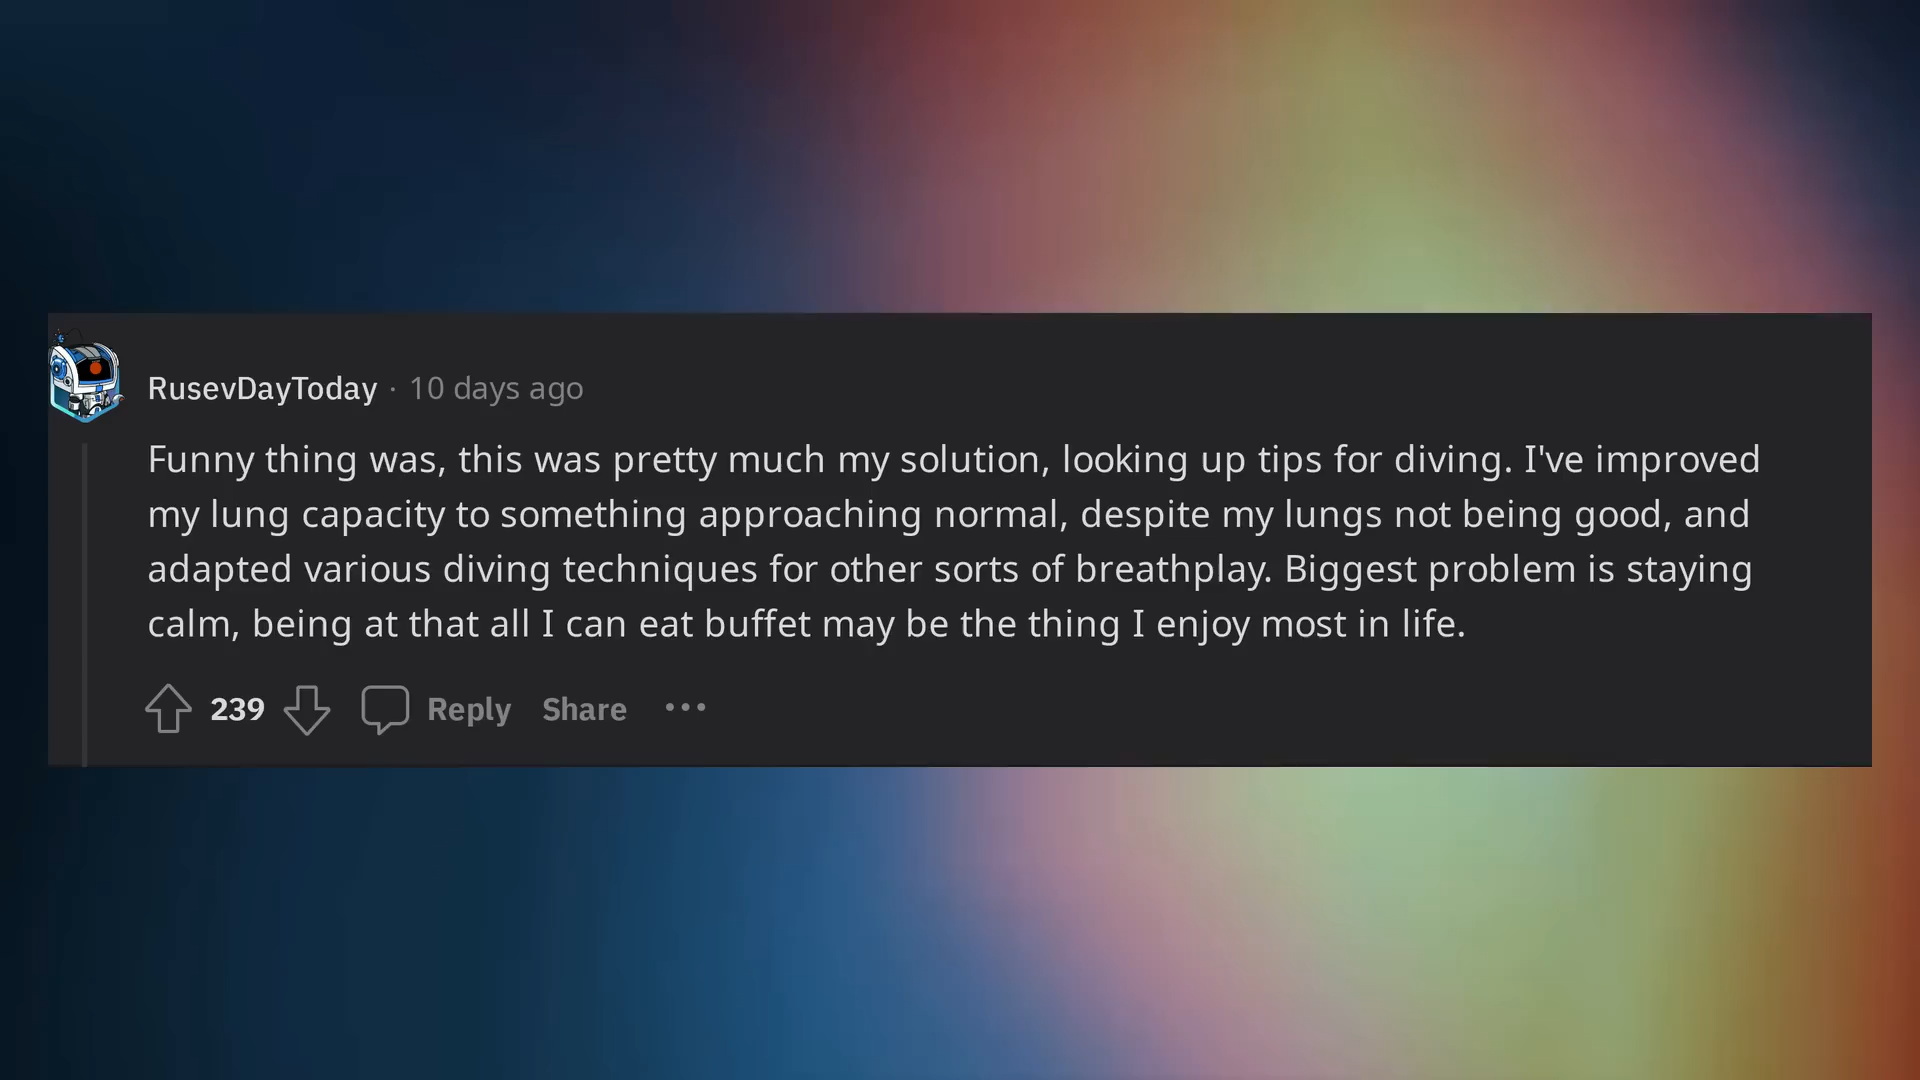 RusevDayToday · 10 days ago
Funny thing was, this was pretty much my solution, looking up tips for diving. I've improved
my lung capacity to something approaching normal, despite my lungs not being good, and
adapted various diving techniques for other sorts of breathplay. Biggest problem is staying
calm, being at that all I can eat buffet may be the thing I enjoy most in life.
239 Reply Share ···